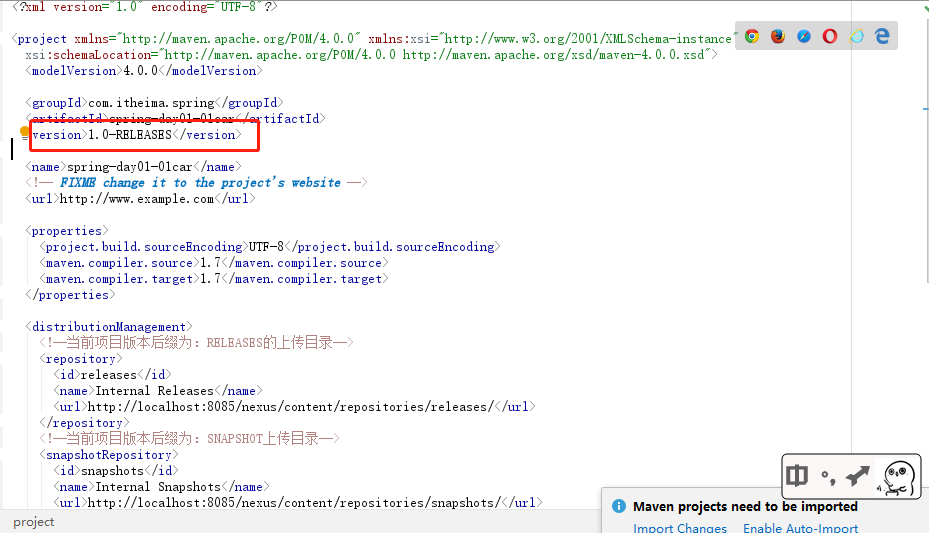 <?xml version="1.0" encoding="UTF-8"?>
<project xmlns="http://maven.apache.org/POM/4.0.0" xmlns:xsi="http://www.w3.org/2001/XMLSchema-instance"
xsi:schemaLocation="http://maven.apache.org/POM/4.0.0 http://maven.apache.org/xsd/maven-4.0.0.xsd">
<modelVersion>4.0.0</modelVersion>
<groupId>com.itheima.spring</groupId>
<artifactId>spring-day01-01car</artifactId>
version>1.0-RELEASES</version>
<name>spring-day01-01car</name>
<!-- FIXME change it to the project's website -->
<url>http://www.example.com</url>
<properties>
<project.build.sourceEncoding>UTF-8</project.build.sourceEncoding>
<maven.compiler.source>1.7</maven.compiler.source>
<maven.compiler.target>1.7</maven.compiler.target>
</properties>
<distributionManagement>
<!--当前项目版本后缀为：RELEASES的上传目录-->
<repository>
<id>releases</id>
<name>Internal Releases</name>
<url>http://localhost:8085/nexus/content/repositories/releases/</url>
</repository>
<!--当前项目版本后缀为：SNAPSHOT上传目录-->
<snapshotRepository>
<id>snapshots</id>
<name>Internal Snapshots</name>
<url>http://localhost:8085/nexus/content/repositories/snapshots/</url>
中 °,
Maven projects need to be imported
project
Import Changes Enable Auto-Import